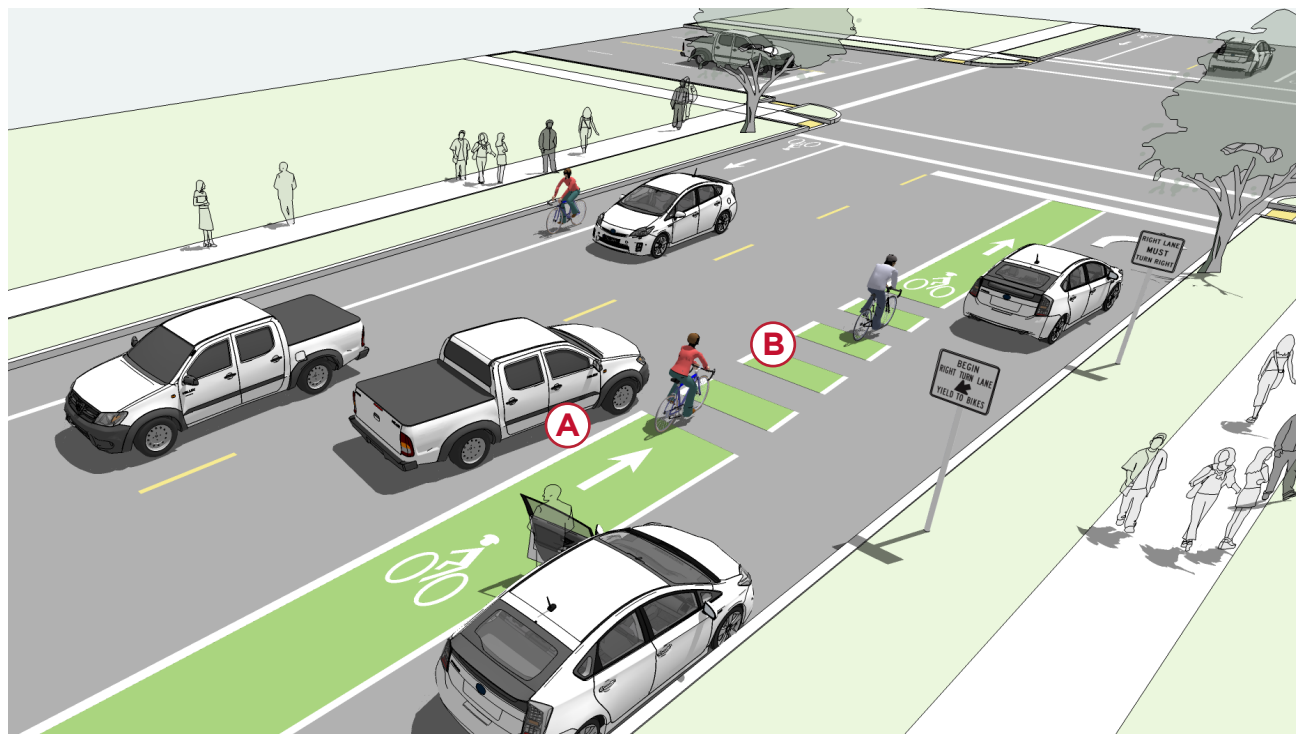 RIGHT LANE
MUST
TURN RIGHT
B
BEGIN
RIGHT TURN LANE
YIELD TO BIKES
A